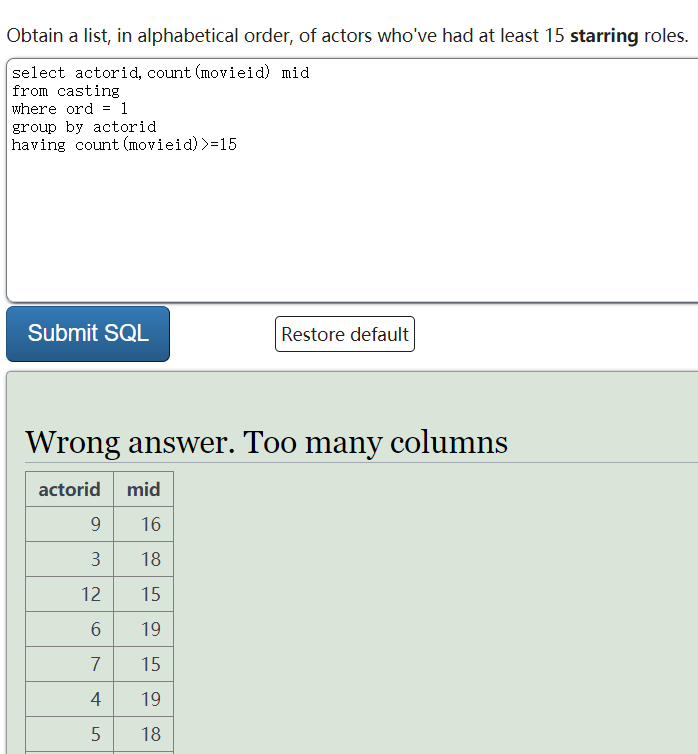 Obtain a list, in alphabetical order, of actors who've had at least 15 starring roles.
select actorid,count(movieid) mid
from casting
where ord = 1
group by actorid
having count(movieid)>=15
Submit SQL
Restore default
Wrong answer. Too many columns
actorid mid
9 16
3 18
12 15
6 19
7 15
4 19
5 18